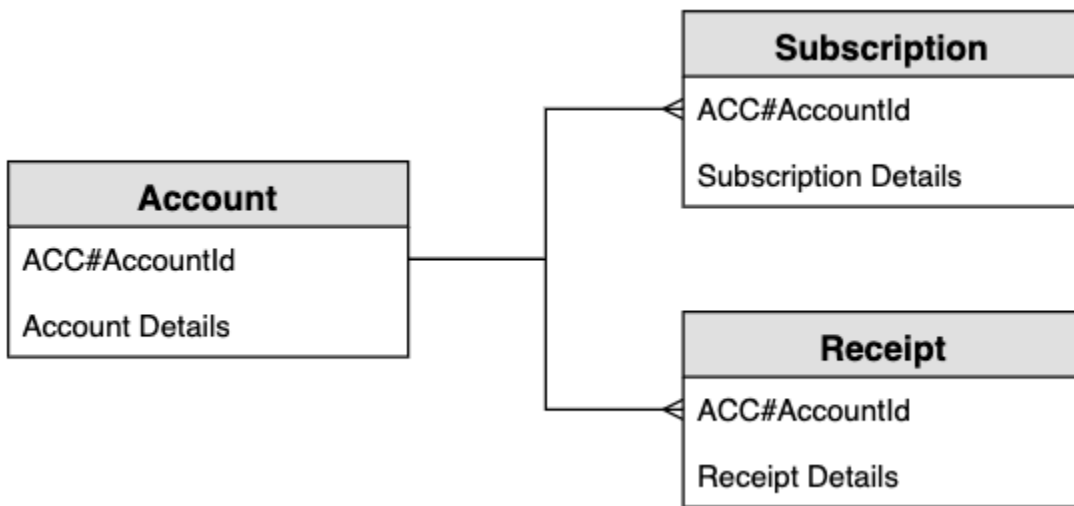 Account
ACC#AccountId
Account Details
Subscription
ACC#AccountId
Subscription Details
Receipt
ACC#AccountId
Receipt Details